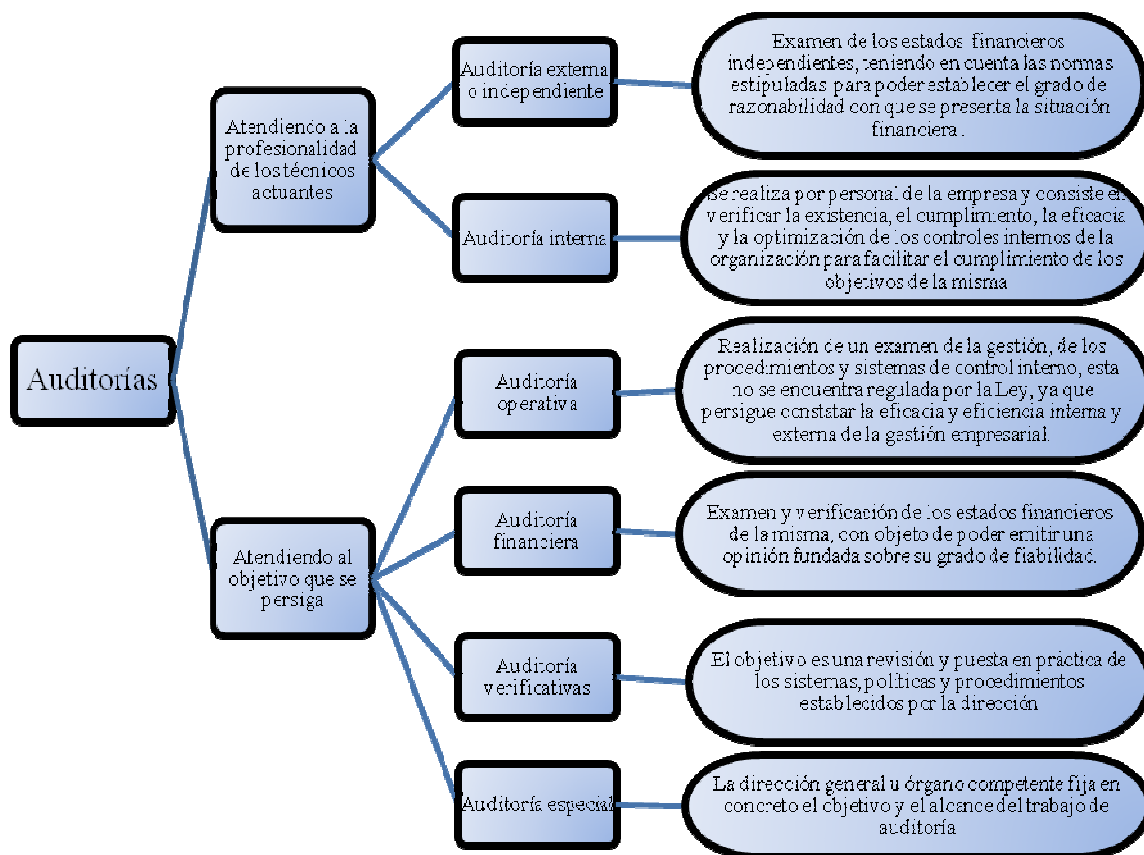 Auditorías
Atendiendo a la
profesionalidad
de los técnicos
actuantes
Auditoría externa
o independiente
Examen de los estados financieros
independientes, teniendo en cuenta las normas
estipuladas para poder establecer el grado de
razonabilidad con que se presenta la situación
financiera.
Auditoría interna
Se realiza por personal de la empresa y consiste en
verificar la existencia, el cumplimiento, la eficacia
y la optimización de los controles internos de la
organización para facilitar el cumplimiento de los
objetivos de la misma
Atendiendo al
objetivo que se
persiga
Auditoría
operativa
Realización de un examen de la gestión, de los
procedimientos y sistemas de control interno, esta
no se encuentra regulada por la Ley, ya que
persigue constatar la eficacia y eficiencia interna y
externa de la gestión empresarial.
Auditoría
financiera
Examen y verificación de los estados financieros
de la misma, con objeto de poder emitir una
opinión fundada sobre su grado de fiabilidad.
Auditoría
verificativas
El objetivo es una revisión y puesta en práctica de
los sistemas, políticas y procedimientos
establecidos por la dirección
Auditoría especial
La dirección general u órgano competente fija en
concreto el objetivo y el alcance del trabajo de
auditoría